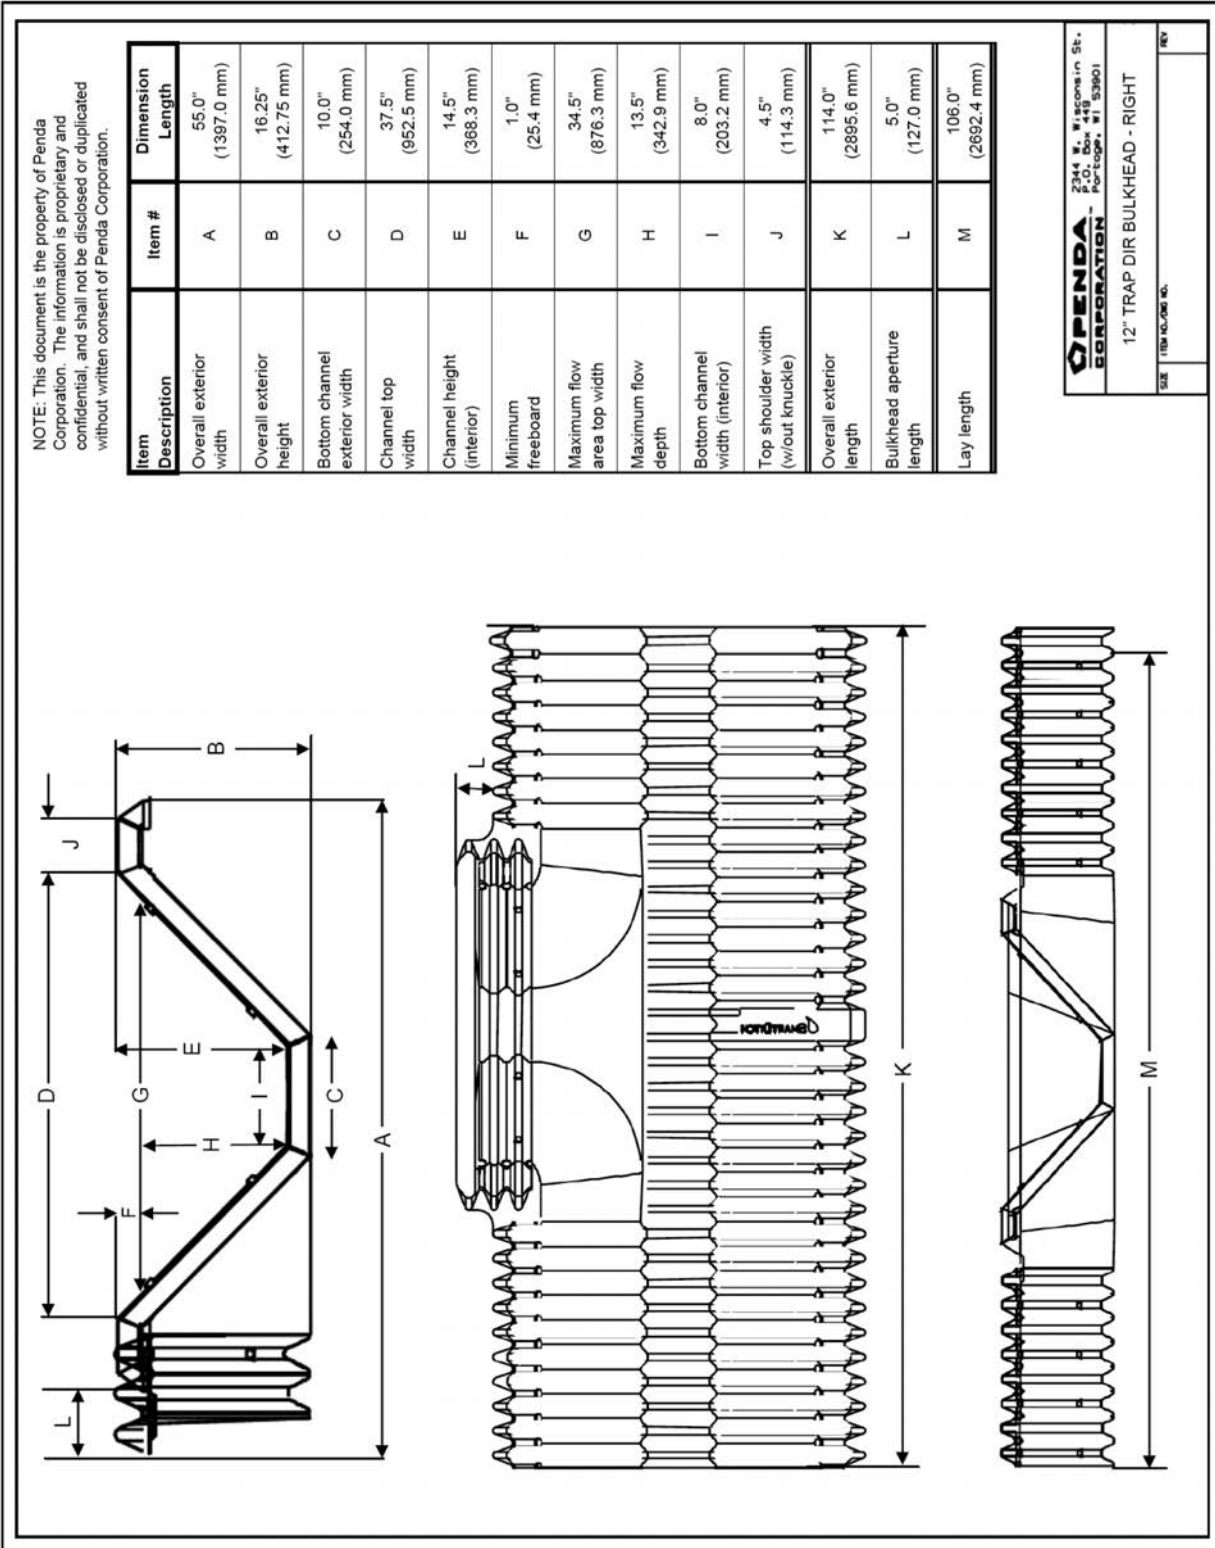 NOTE: This document is the property of Penda
Corporation. The information is proprietary and
confidential, and shall not be disclosed or duplicated
without written consent of Penda Corporation.
Item Description Item # Dimension Length
Overall exterior width A 55.0" (1397.0 mm)
Overall exterior height B 16.25" (412.75 mm)
Bottom channel exterior width C 10.0" (254.0 mm)
Channel top width D 37.5" (952.5 mm)
Channel height (interior) E 14.5" (368.3 mm)
Minimum freeboard F 1.0" (25.4 mm)
Maximum flow area top width G 34.5" (876.3 mm)
Maximum flow depth H 13.5" (342.9 mm)
Bottom channel width (interior) I 8.0" (203.2 mm)
Top shoulder width (w/out knuckle) J 4.5" (114.3 mm)
Overall exterior length K 114.0" (2895.6 mm)
Bulkhead aperture length L 5.0" (127.0 mm)
Lay length M 106.0" (2692.4 mm)
L
F
D
J
G
H
E
I
C
B
A
L
K
M
PENDA
CORPORATION
2344 W. Wisconsin St.
P.O. Box 449
Portage, WI 53901
12" TRAP DIR BULKHEAD - RIGHT
SIZE
ITEM NO./DWG NO.
REV